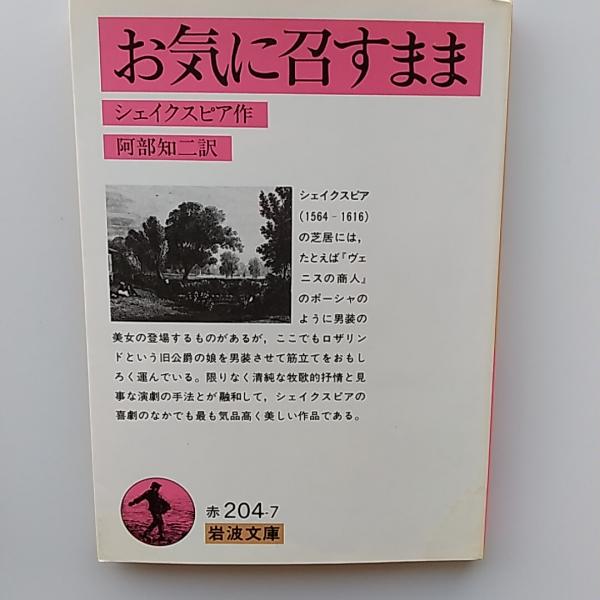 お気に召すまま
シェイクスピア作
阿部知二訳
シェイクスピア
(1564-1616)
の芝居には,
たとえば『ヴェ
ニスの商人』
のポーシャの
ように男装の
美女の登場するものがあるが, ここでもロザリン
ドという旧公爵の娘を男装させて筋立てをおもし
ろく運んでいる。限りなく清純な牧歌的抒情と見
事な演劇の手法とが融和して, シェイクスピアの
喜劇のなかでも最も気品高く美しい作品である。
赤 204-7
岩波文庫